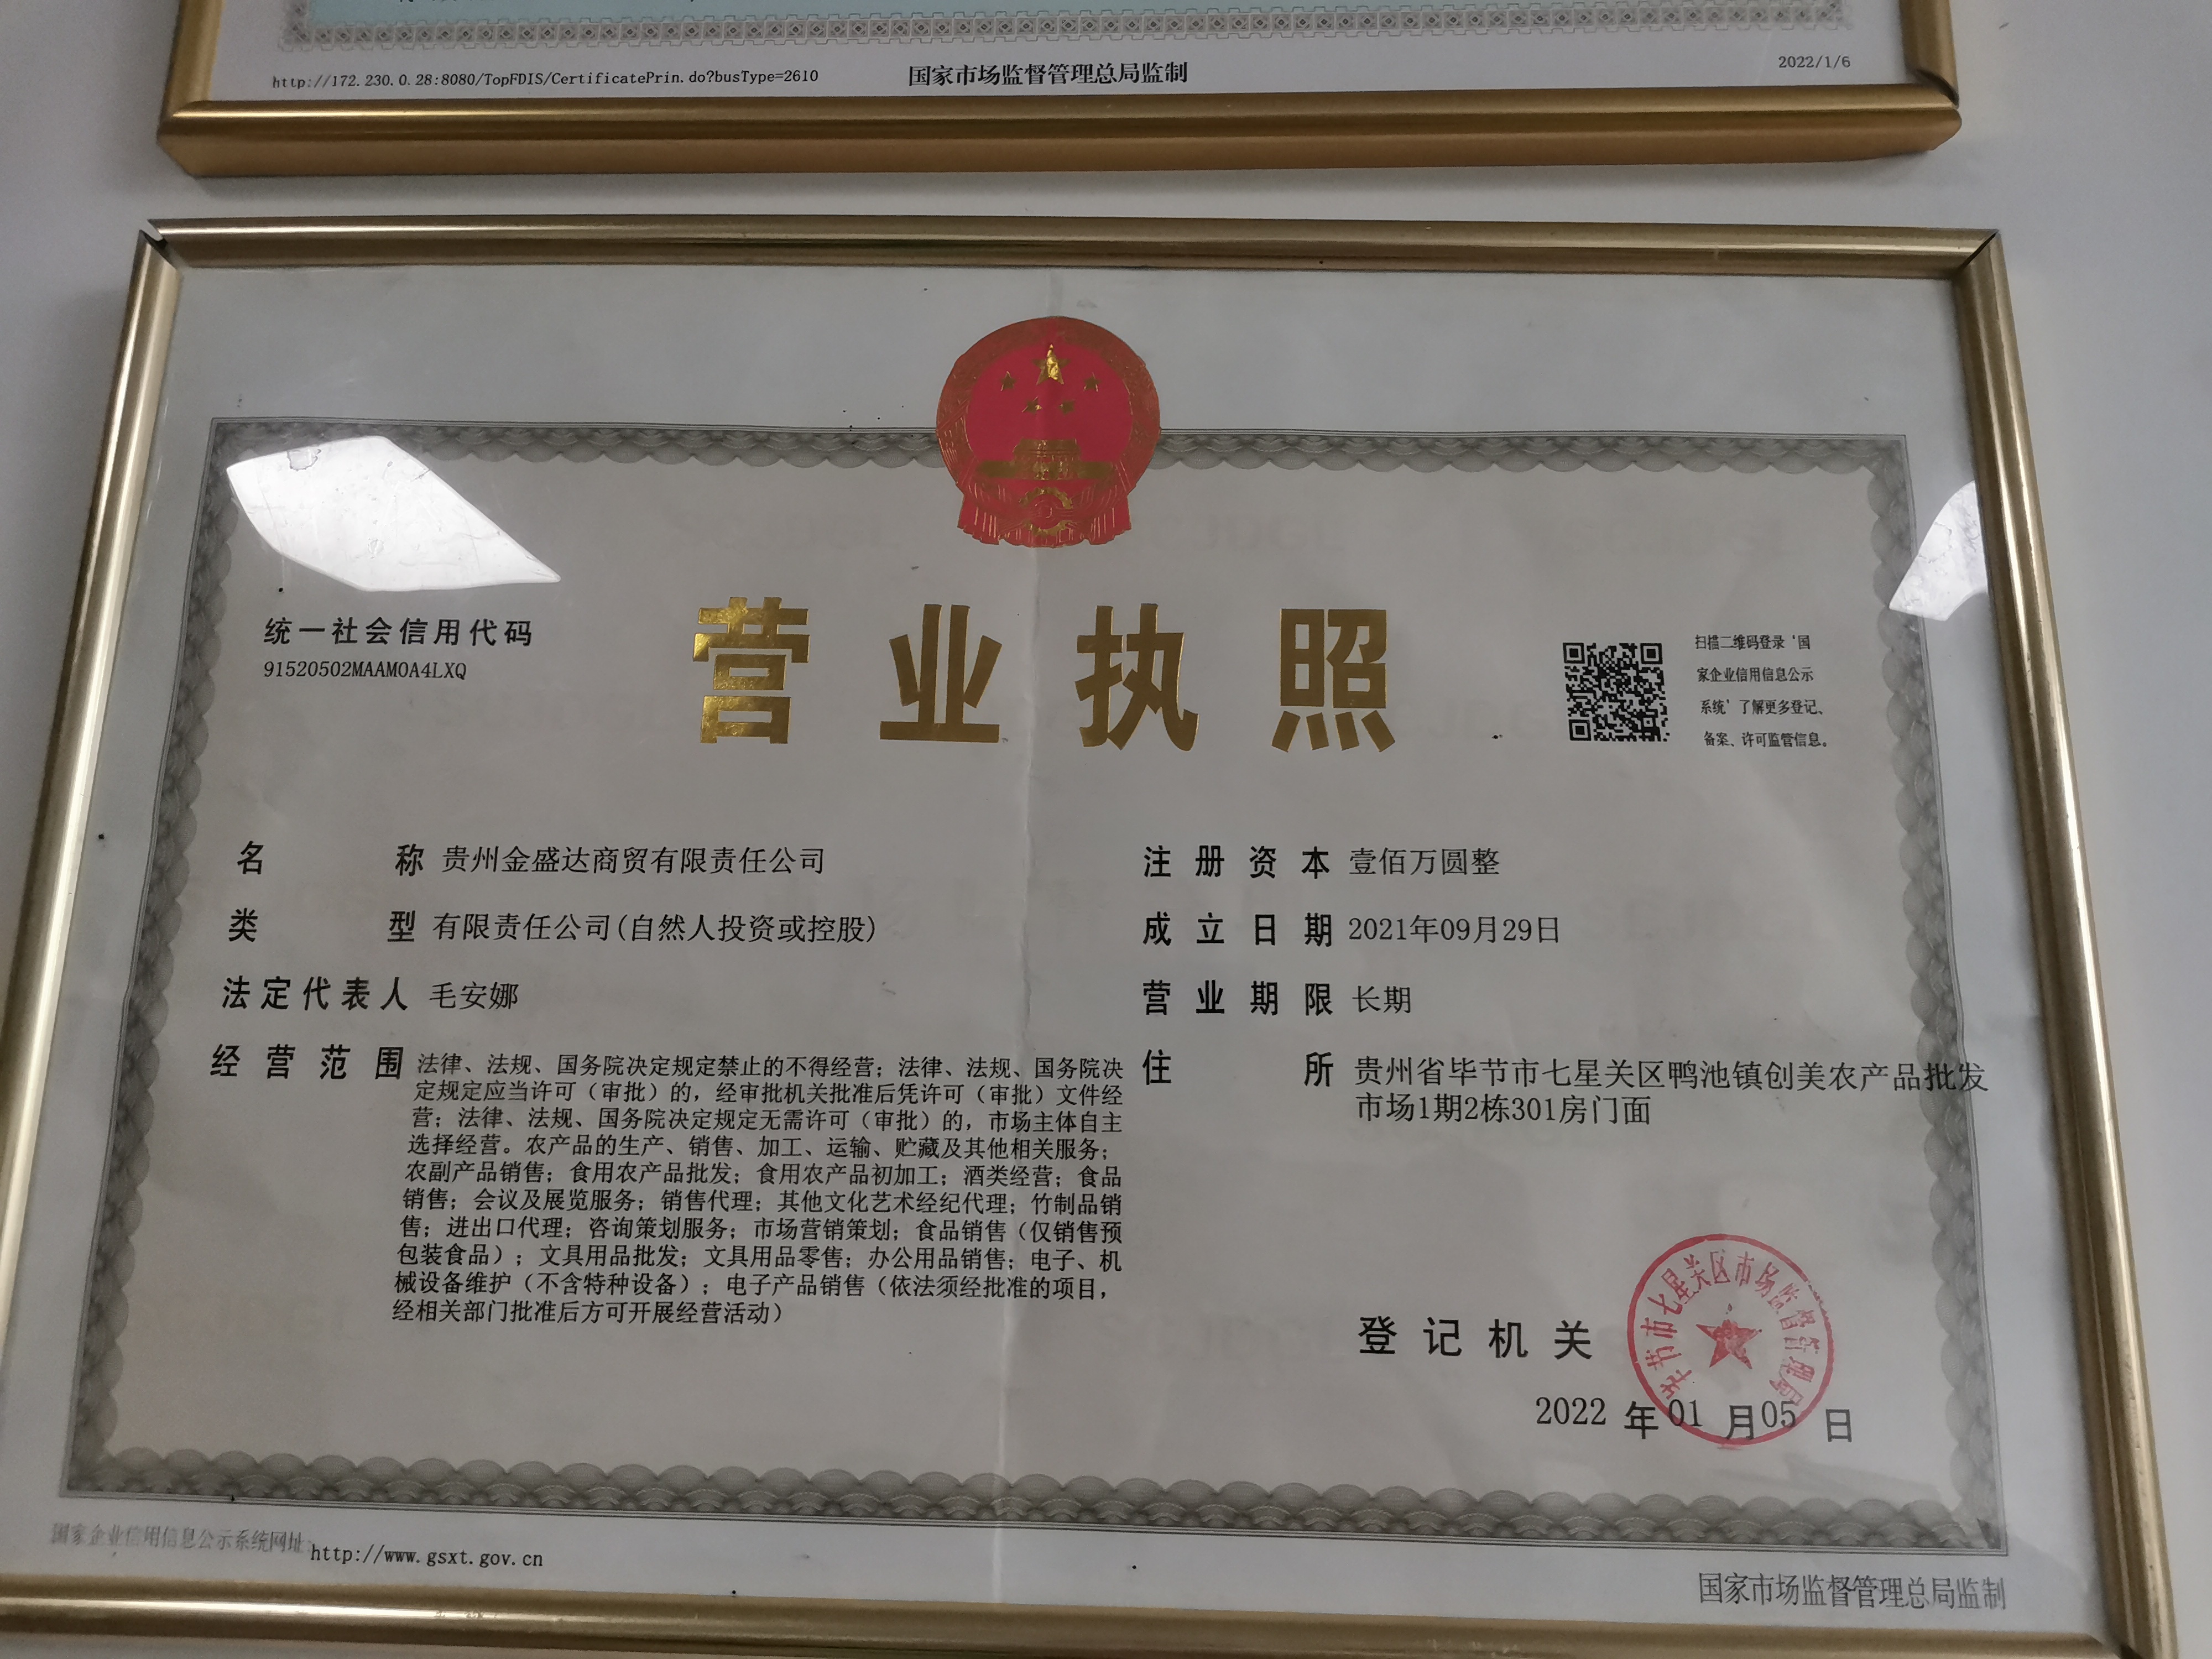 http://172.230.0.28:8080/TopFDIS/CertificatePrin.do?busType=2610
国家市场监督管理总局监制
2022/1/6
统一社会信用代码
91520502MAAM0A4LXQ
营业执照
扫描二维码登录‘国
家企业信用信息公示
系统’了解更多登记、
备案、许可监管信息。
名称 贵州金盛达商贸有限责任公司
类型 有限责任公司(自然人投资或控股)
法定代表人 毛安娜
经营范围 法律、法规、国务院决定规定禁止的不得经营；法律、法规、国务院决
定规定应当许可（审批）的，经审批机关批准后凭许可（审批）文件经
营；法律、法规、国务院决定规定无需许可（审批）的，市场主体自主
选择经营。农产品的生产、销售、加工、运输、贮藏及其他相关服务；
农副产品销售；食用农产品批发；食用农产品初加工；酒类经营；食品
销售；会议及展览服务；销售代理；其他文化艺术经纪代理；竹制品销
售；进出口代理；咨询策划服务；市场营销策划；食品销售（仅销售预
包装食品）；文具用品批发；文具用品零售；办公用品销售；电子、机
械设备维护（不含特种设备）；电子产品销售（依法须经批准的项目，
经相关部门批准后方可开展经营活动）
注册资本 壹佰万圆整
成立日期 2021年09月29日
营业期限 长期
住所 贵州省毕节市七星关区鸭池镇创美农产品批发
市场1期2栋301房门面
登记机关
毕节市七星关区市场监督管理局
2022 年 01 月 05 日
国家企业信用信息公示系统网址：
http://www.gsxt.gov.cn
国家市场监督管理总局监制